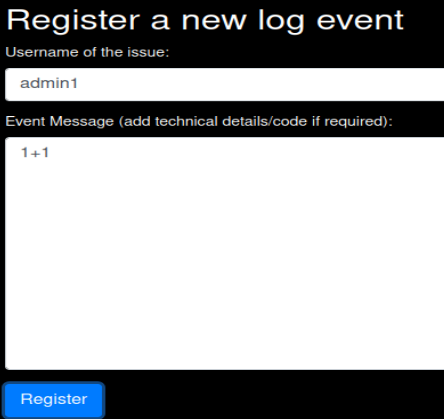 Register a new log event
Username of the issue:
admin1
Event Message (add technical details/code if required):
1+1
Register